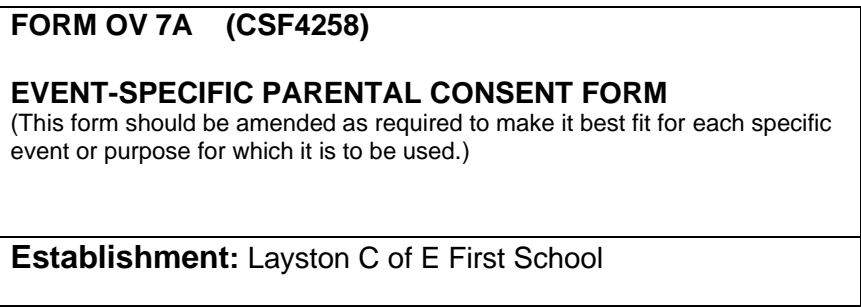 FORM OV 7A (CSF4258)
EVENT-SPECIFIC PARENTAL CONSENT FORM
(This form should be amended as required to make it best fit for each specific
event or purpose for which it is to be used.)
Establishment: Layston C of E First School